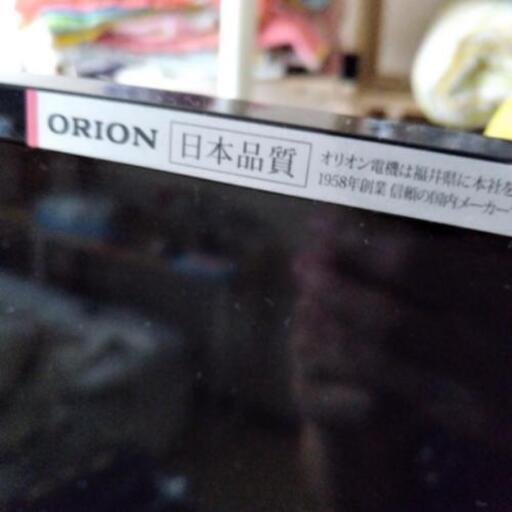 ORION 日本品質
オリオン電機は福井県に本社を
1958年創業 信頼の国内メーカー